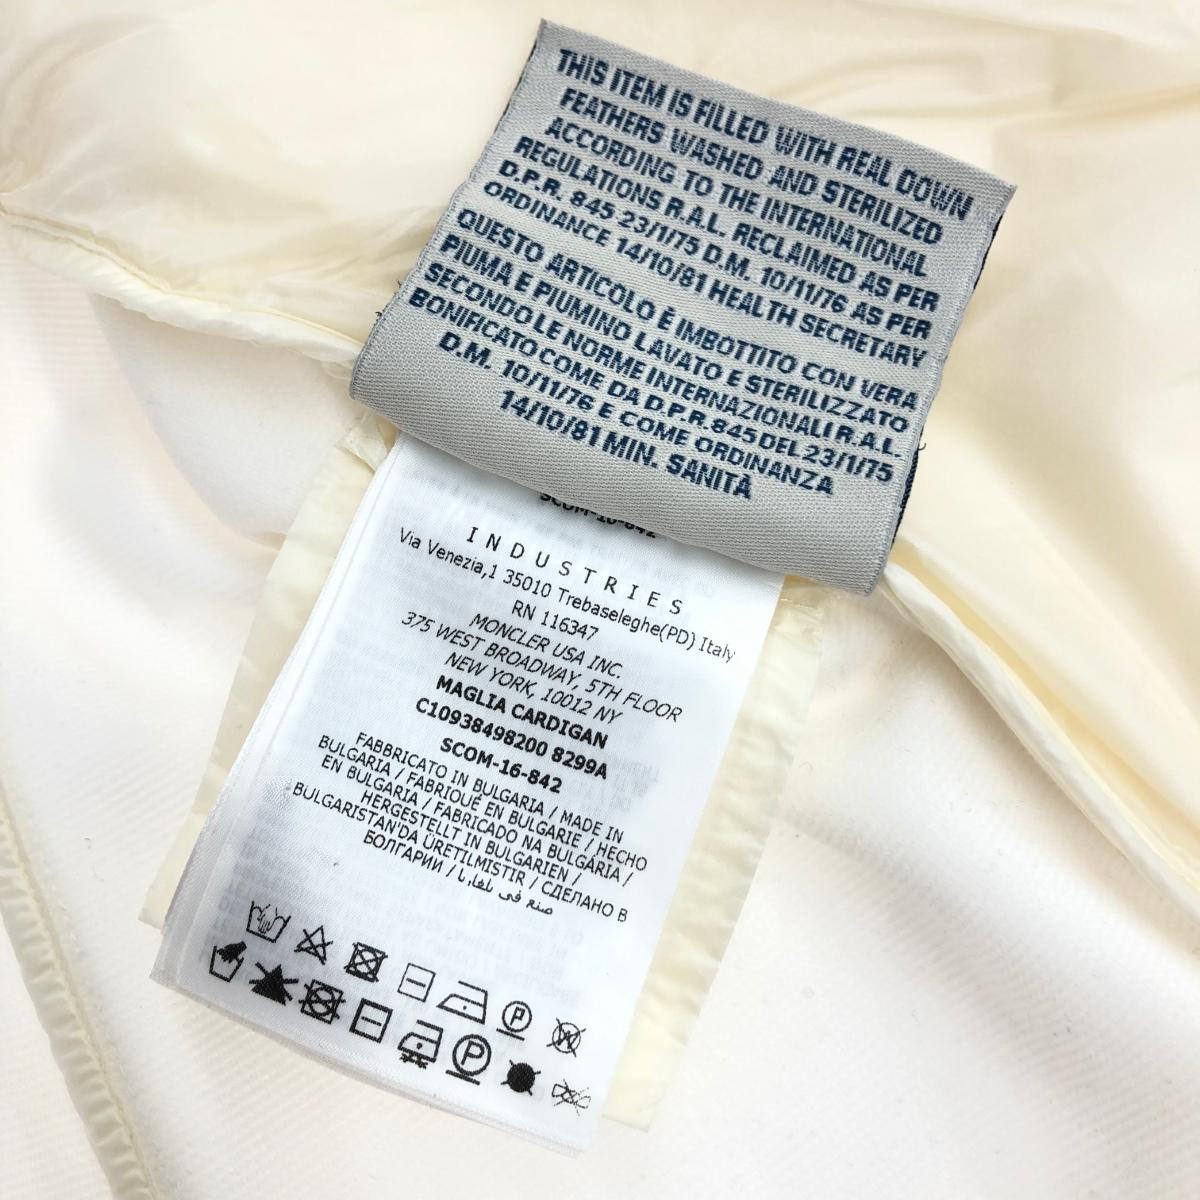 THIS ITEM IS FILLED WITH REAL DOWN
FEATHERS WASHED AND STERILIZED
ACCORDING TO THE INTERNATIONAL
REGULATIONS R.A.L. RECLAIMED AS PER
D.P.R. 845 23/1/75 D.M. 10/11/76 AS PER
ORDINANCE 14/10/81 HEALTH SECRETARY
QUESTO ARTICOLO È IMBOTTITO CON VERA
PIUMA E PIUMINO LAVATO E STERILIZZATO
SECONDO LE NORME INTERNAZIONALI R.A.L.
BONIFICATO COME DA D.P.R. 845 DEL 23/1/75
D.M. 10/11/76 E COME ORDINANZA
14/10/81 MIN. SANITÀ
SCOM-16-842
INDUSTRIES
Via Venezia,1 35010 Trebaseleghe(PD) Italy
RN 116347
MONCLER USA INC.
375 WEST BROADWAY, 5TH FLOOR
NEW YORK, 10012 NY
MAGLIA CARDIGAN
C10938498200 8299A
SCOM-16-842
FABBRICATO IN BULGARIA / MADE IN
BULGARIA / FABRIQUÉ EN BULGARIE / HECHO
EN BULGARIA / FABRICADO NA BULGÁRIA /
HERGESTELLT IN BULGARIEN /
BULGARISTAN'DA ÜRETILMISTIR / СДЕЛАНО В
БОЛГАРИИ / صنع في بلغاريا
P
W
P